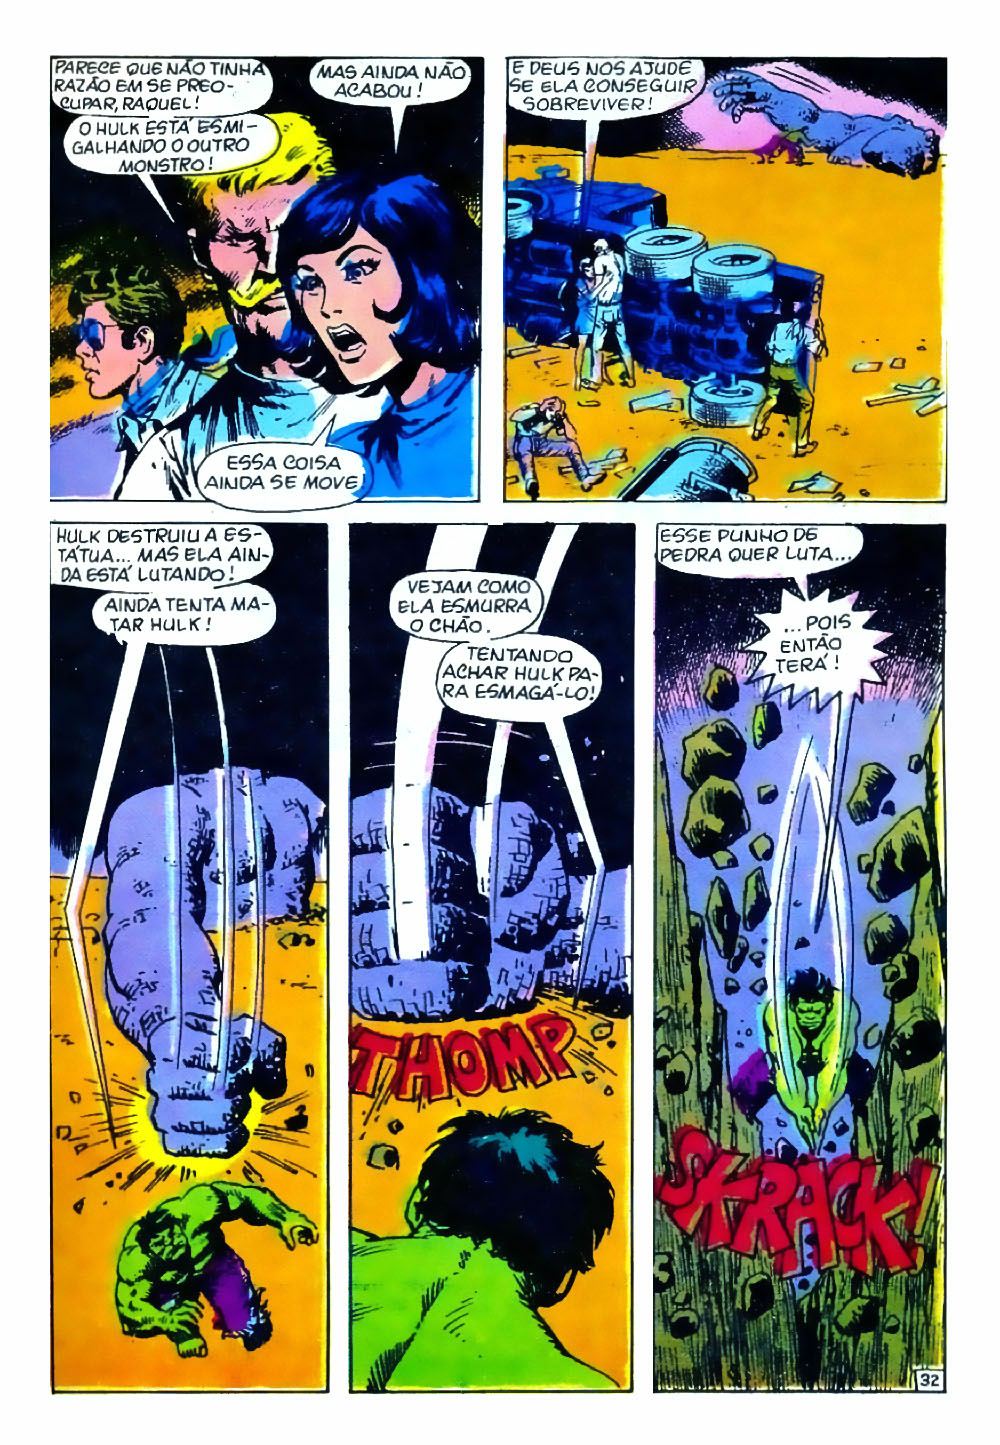 PARECE QUE NÃO TINHA
RAZÃO EM SE PREO-
CUPAR, RAQUEL!
O HULK ESTÁ ESMI-
GALHANDO O OUTRO
MONSTRO!
MAS AINDA NÃO
ACABOU!
ESSA COISA
AINDA SE MOVE!
E DEUS NOS AJUDE
SE ELA CONSEGUIR
SOBREVIVER!
HULK DESTRUIU A ES-
TÁTUA... MAS ELA AIN-
DA ESTÁ LUTANDO!
AINDA TENTA MA-
TAR HULK!
VEJAM COMO
ELA ESMURRA
O CHÃO.
TENTANDO
ACHAR HULK PA-
RA ESMAGÁ-LO!
THOMP
ESSE PUNHO DE
PEDRA QUER LUTA...
...POIS
ENTÃO
TERÁ!
SKRACK!
32